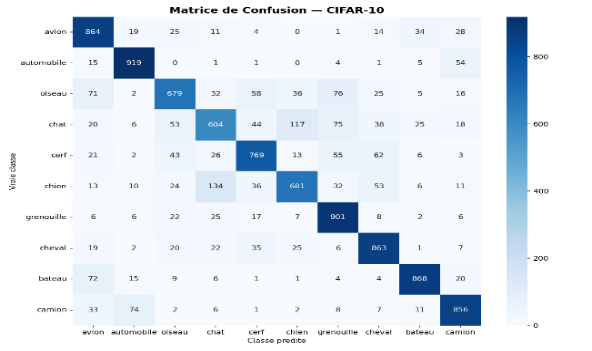 Matrice de Confusion — CIFAR-10
avion 864 19 25 11 4 0 1 14 34 28
automobile 15 919 0 1 1 0 4 1 5 54
oiseau 71 2 679 32 58 36 76 25 5 16
chat 20 6 53 604 44 117 75 38 25 18
cerf 21 2 43 26 769 13 55 62 6 3
chien 13 10 24 134 36 681 32 53 6 11
grenouille 6 6 22 25 17 7 901 8 2 6
cheval 19 2 20 22 35 25 6 863 1 7
bateau 72 15 9 6 1 1 4 4 868 20
camion 33 74 2 6 1 2 8 7 11 856
avion automobile oiseau chat cerf chien grenouille cheval bateau camion
Classe prédite
Vraie classe
800
600
400
200
0